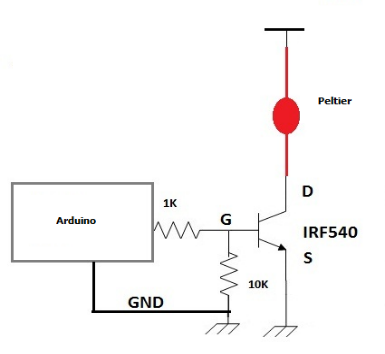 Peltier
D
1K
Arduino
G
IRF540
S
10K
GND